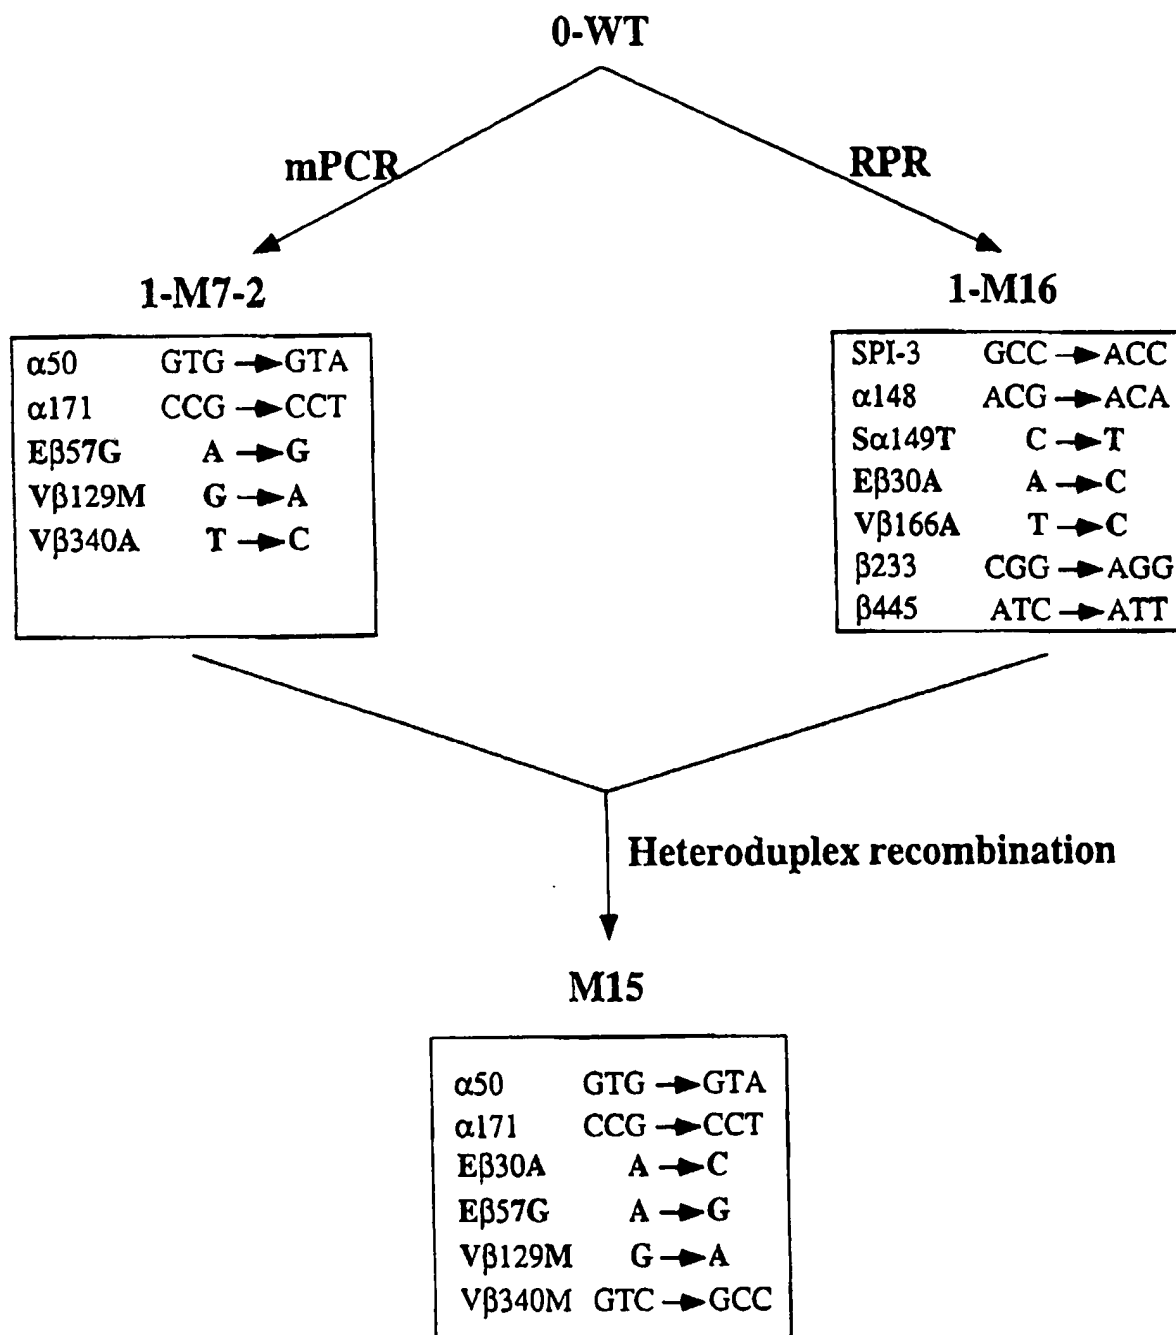 0-WT
mPCR
RPR
1-M7-2
α50 GTG → GTA
α171 CCG → CCT
Eβ57G A → G
Vβ129M G → A
Vβ340A T → C
1-M16
SPI-3 GCC → ACC
α148 ACG → ACA
Sα149T C → T
Eβ30A A → C
Vβ166A T → C
β233 CGG → AGG
β445 ATC → ATT
Heteroduplex recombination
M15
α50 GTG → GTA
α171 CCG → CCT
Eβ30A A → C
Eβ57G A → G
Vβ129M G → A
Vβ340M GTC → GCC